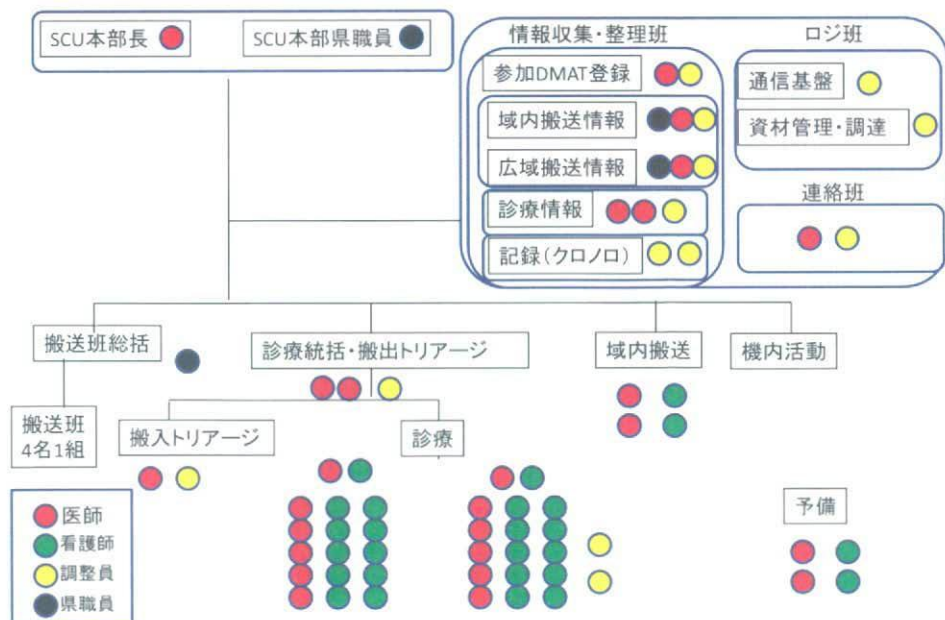 SCU本部長
SCU本部県職員
情報収集・整理班
参加DMAT登録
域内搬送情報
広域搬送情報
診療情報
記録(クロノロ)
ロジ班
通信基盤
資材管理・調達
連絡班
搬送班総括
診療統括・搬出トリアージ
域内搬送
機内活動
搬送班
4名1組
搬入トリアージ
診療
医師
看護師
調整員
県職員
予備